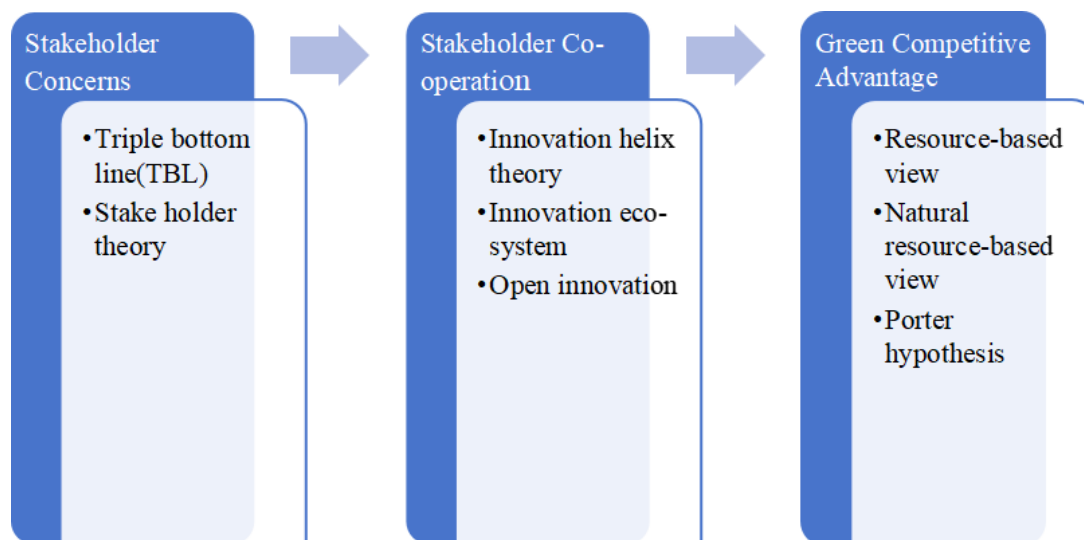 Stakeholder
Concerns
•Triple bottom
line(TBL)
•Stake holder
theory
Stakeholder Co-
operation
•Innovation helix
theory
•Innovation eco-
system
•Open innovation
Green Competitive
Advantage
•Resource-based
view
•Natural
resource-based
view
•Porter
hypothesis